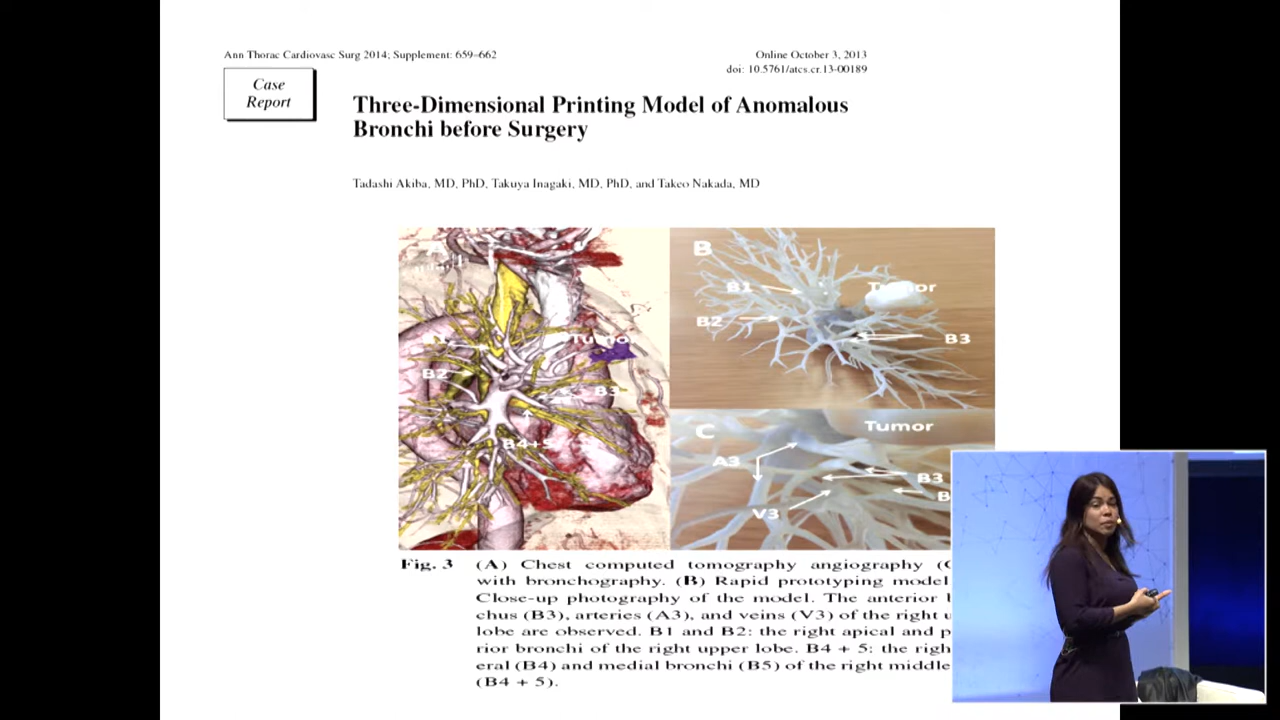 Ann Thorac Cardiovasc Surg 2014; Supplement: 659–662
Online October 3, 2013
doi: 10.5761/atcs.cr.13-00189
Case
Report
Three-Dimensional Printing Model of Anomalous
Bronchi before Surgery
Tadashi Akiba, MD, PhD, Takuya Inagaki, MD, PhD, and Takeo Nakada, MD
A
B2
B3
B4+5
B
B1
Tumor
B2
B3
C
Tumor
A3
B3
V3
Fig. 3 (A) Chest computed tomography angiography
with bronchography. (B) Rapid prototyping model
Close-up photography of the model. The anterior
chus (B3), arteries (A3), and veins (V3) of the right
lobe are observed. B1 and B2: the right apical and
rior bronchi of the right upper lobe. B4 + 5: the
eral (B4) and medial bronchi (B5) of the right middle
(B4 + 5).